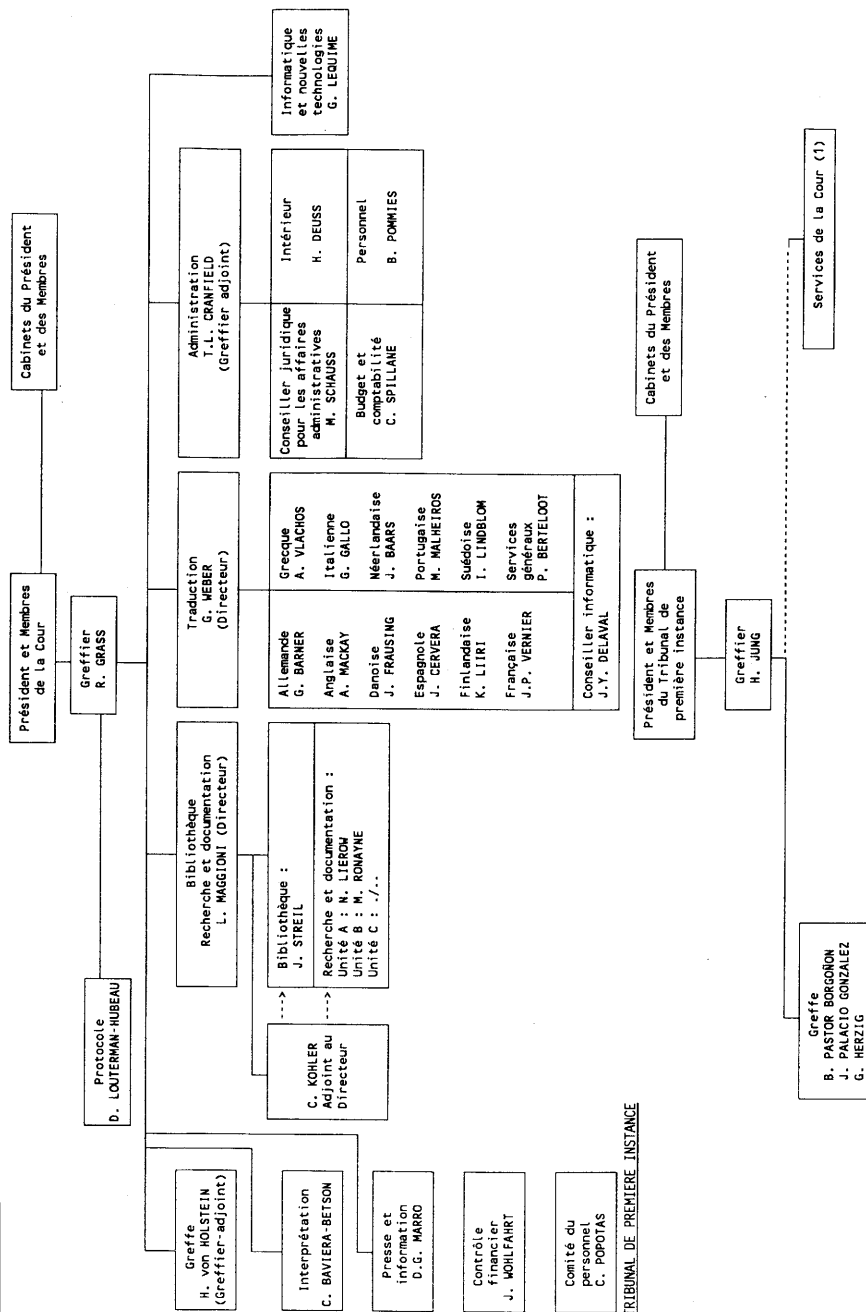 Président et Membres
de la Cour
Cabinets du Président
et des Membres
Greffier
R. GRASS
Protocole
D. LOUTERMAN-HUBEAU
Greffe
H. von HOLSTEIN
(Greffier-adjoint)
Interprétation
C. BAVIERA-BETSON
Presse et
information
D.G. MARRO
Contrôle
financier
J. WOHLFAHRT
Comité du
personnel
C. POPOTAS
Bibliothèque
Recherche et documentation
L. MAGGIONI (Directeur)
C. KOHLER
Adjoint au
Directeur
---->
---->
Bibliothèque :
J. STREIL
Recherche et documentation :
Unité A : N. LIEROW
Unité B : M. RONAYNE
Unité C : ./..
Traduction
G. WEBER
(Directeur)
Allemande
G. BARNER
Anglaise
A. MACKAY
Danoise
J. FRAUSING
Espagnole
J. CERVERA
Finlandaise
K. LIIRI
Française
J.P. VERNIER
Grecque
A. VLACHOS
Italienne
G. GALLO
Néerlandaise
J. BAARS
Portugaise
M. MALHEIROS
Suédoise
I. LINDBLOM
Services
généraux
P. BERTELOOT
Conseiller informatique :
J.Y. DELAVAL
Administration
T.L. CRANFIELD
(Greffier adjoint)
Conseiller juridique
pour les affaires
administratives
M. SCHAUSS
Intérieur
H. DEUSS
Budget et
comptabilité
C. SPILLANE
Personnel
B. POMMIES
Informatique
et nouvelles
technologies
G. LEQUIME
TRIBUNAL DE PREMIERE INSTANCE
Président et Membres
du Tribunal de
première instance
Cabinets du Président
et des Membres
Greffier
H. JUNG
Greffe
B. PASTOR BORGOÑON
J. PALACIO GONZALEZ
G. HERZIG
Services de la Cour (1)